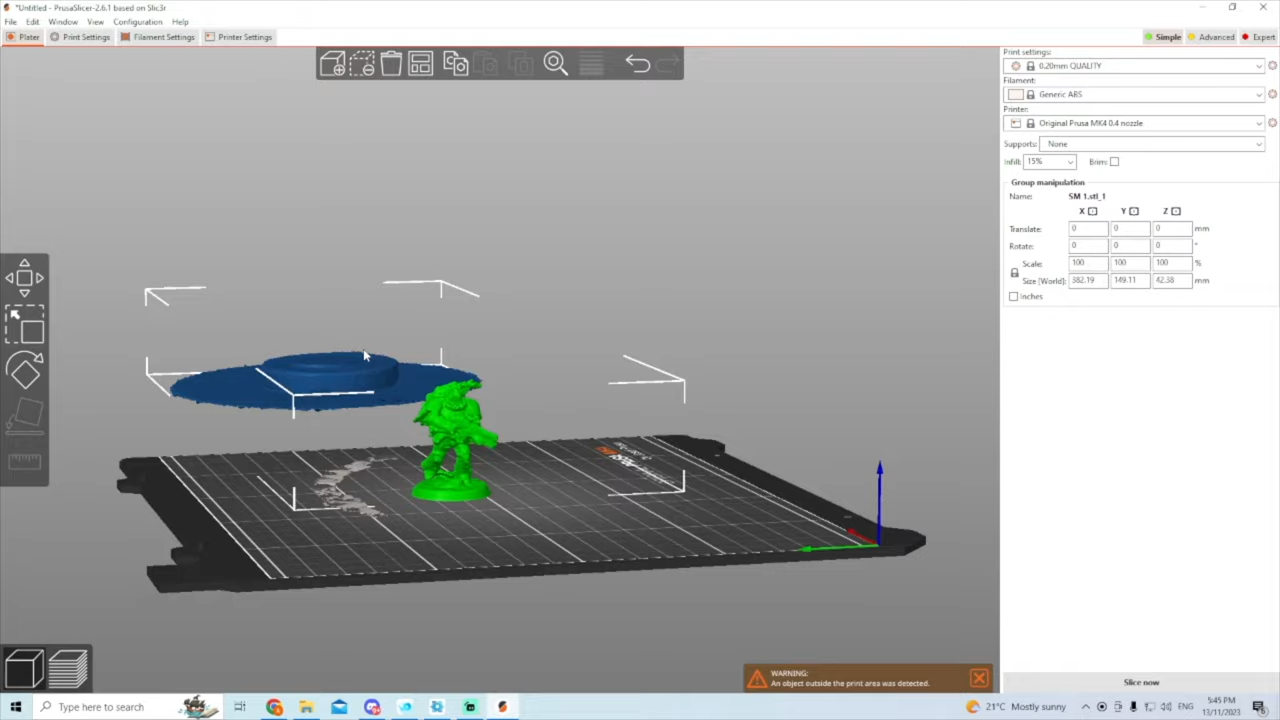 *Untitled - PrusaSlicer-2.6.1 based on Slic3r
File Edit Window View Configuration Help
Plater Print Settings Filament Settings Printer Settings Simple Advanced Expert
Print settings:
0.20mm QUALITY
Filament:
Generic ABS
Printer:
Original Prusa MK4 0.4 nozzle
Supports: None
Infill: 15% Brim:
Group manipulation
Name: SM 1.stl_1
X Y Z
Translate: 0 0 0 mm
Rotate: 0 0 0 °
Scale: 100 100 100 %
Size [World]: 382.19 149.11 42.38 mm
Inches
WARNING:
An object outside the print area was detected.
Slice now
Type here to search
21°C Mostly sunny
ENG
5:45 PM
13/11/2023